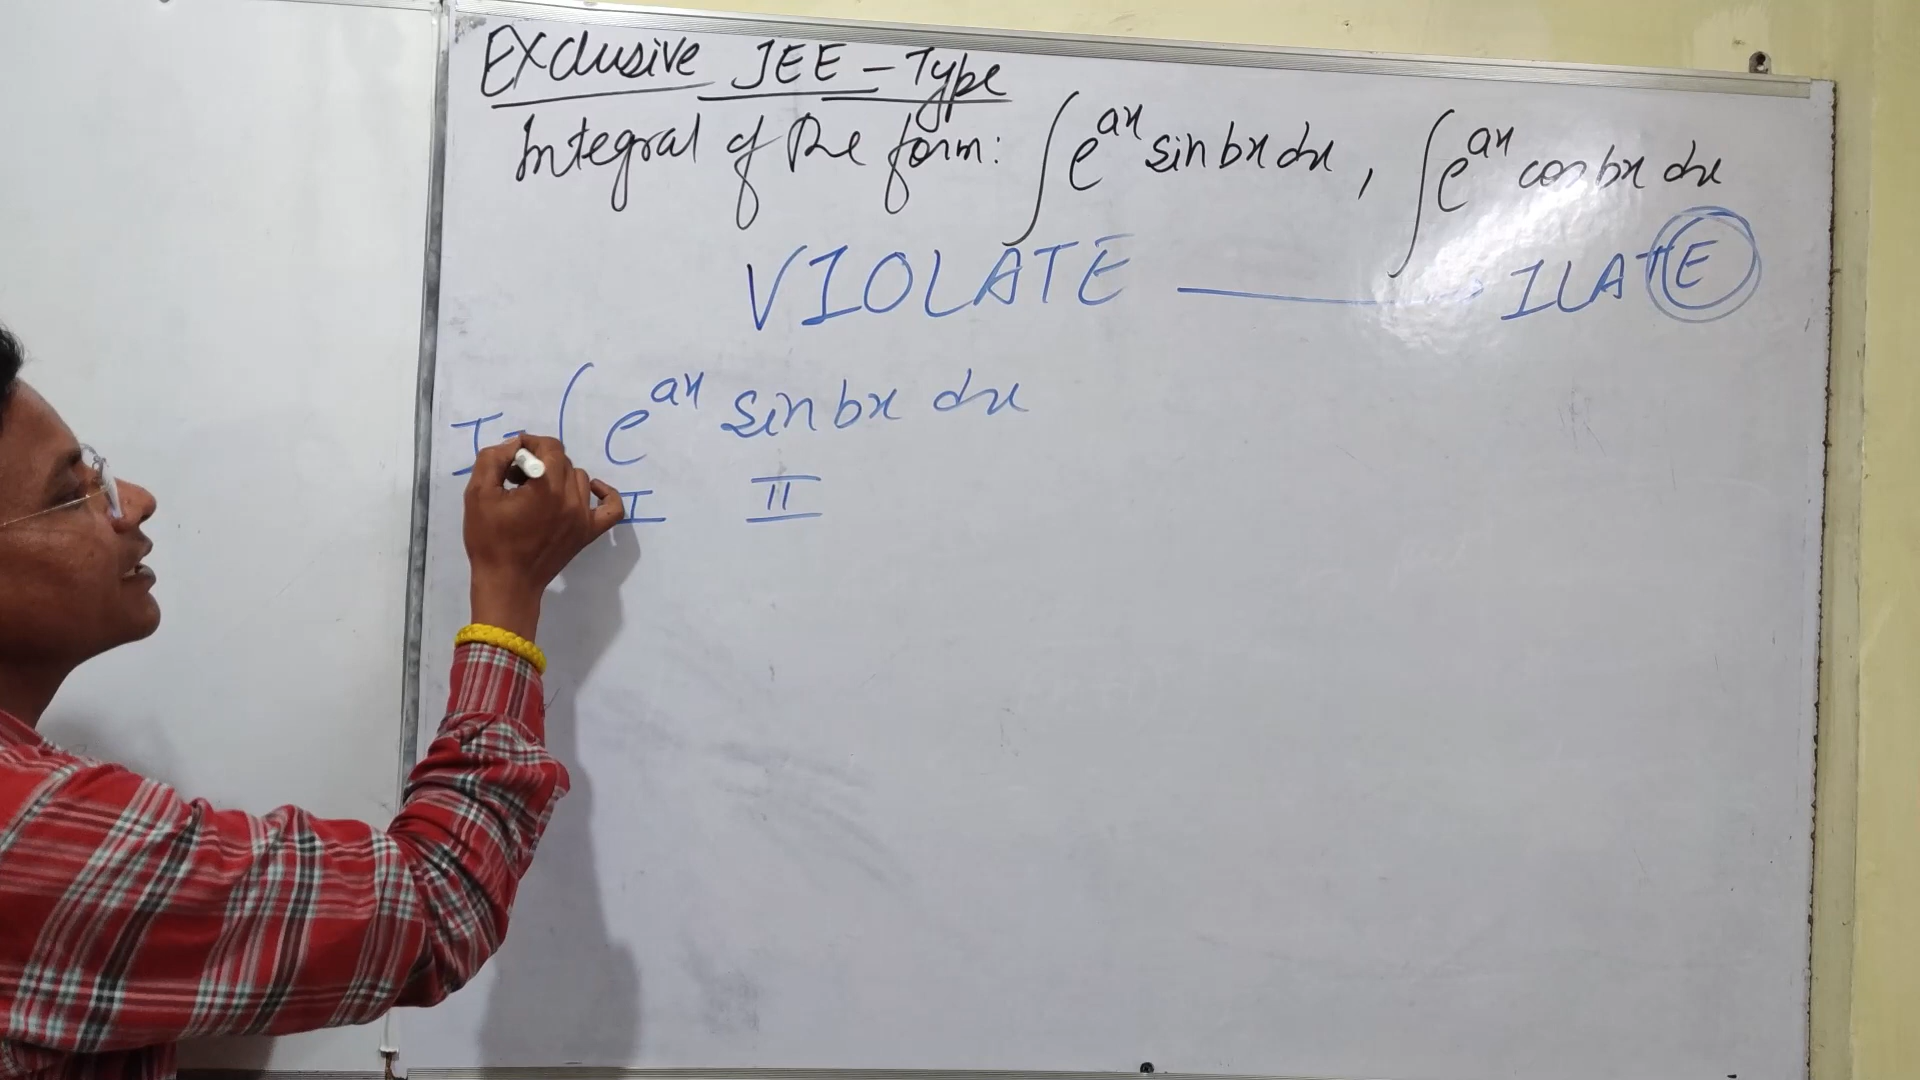 Exclusive JEE - Type
Integral of the form: ∫ e^ax sin bx dx , ∫ e^ax cos bx dx
VIOLATE → ILATE
I = ∫ e^ax sin bx dx
I II